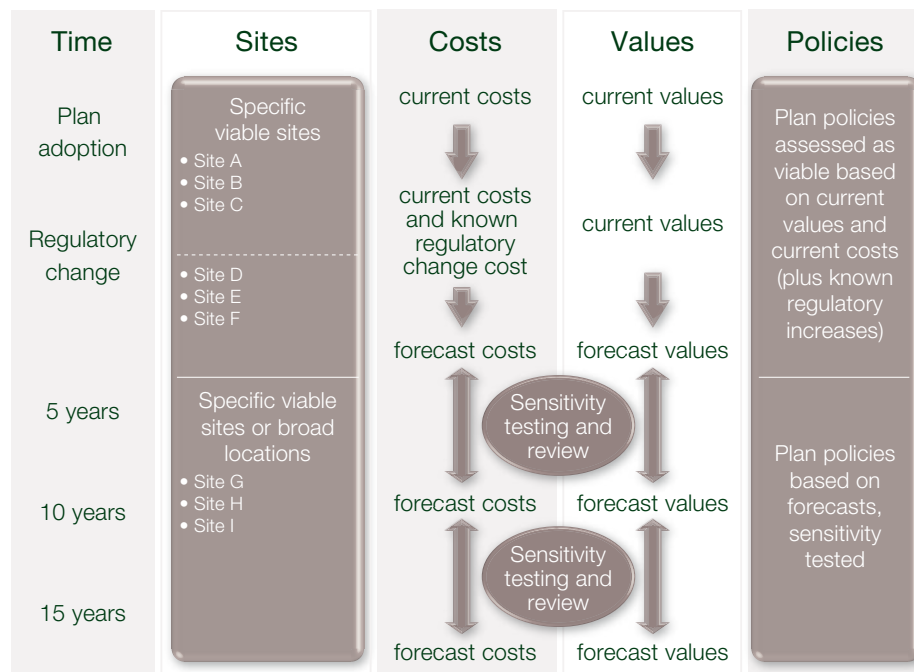 Time
Sites
Costs
Values
Policies
Plan
adoption
Regulatory
change
5 years
10 years
15 years
Specific
viable sites
• Site A
• Site B
• Site C
• Site D
• Site E
• Site F
Specific viable
sites or broad
locations
• Site G
• Site H
• Site I
current costs
current costs
and known
regulatory
change cost
forecast costs
forecast costs
forecast costs
current values
current values
forecast values
forecast values
forecast values
Sensitivity
testing and
review
Sensitivity
testing and
review
Plan policies
assessed as
viable based
on current
values and
current costs
(plus known
regulatory
increases)
Plan policies
based on
forecasts,
sensitivity
tested